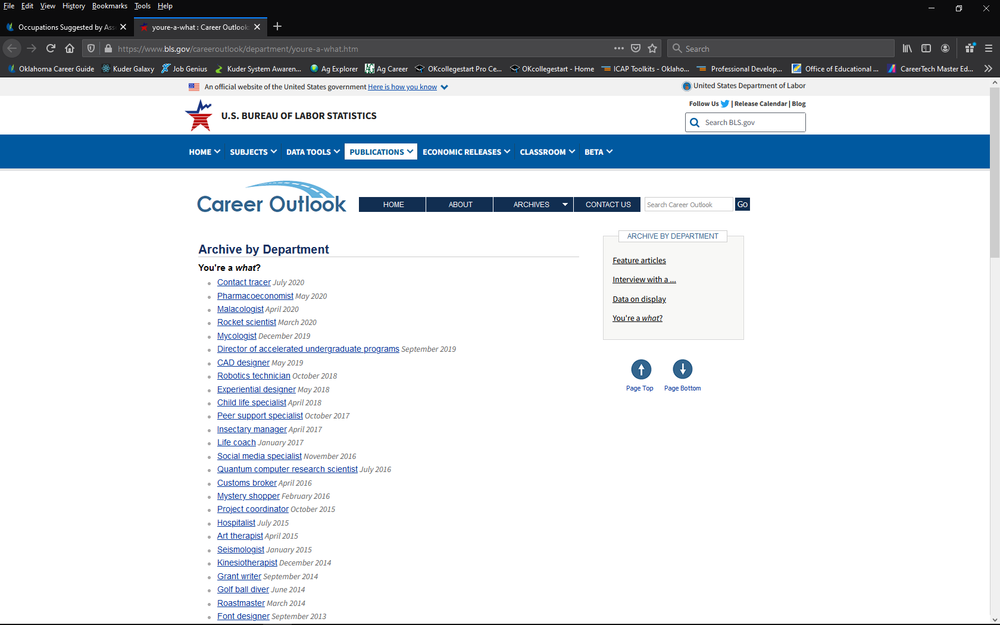 File Edit View History Bookmarks Tools Help
Occupations Suggested by Ass
youre-a-what : Career Outlook:
https://www.bls.gov/careeroutlook/department/youre-a-what.htm
Search
Oklahoma Career Guide Kuder Galaxy Job Genius Kuder System Awaren... Ag Explorer Ag Career OKcollegestart Pro Ce... OKcollegestart - Home ICAP Toolkits - Oklaho... Professional Develop... Office of Educational ... CareerTech Master Ed...
An official website of the United States government Here is how you know
United States Department of Labor
Follow Us | Release Calendar | Blog
U.S. BUREAU OF LABOR STATISTICS
Search BLS.gov
HOME SUBJECTS DATA TOOLS PUBLICATIONS ECONOMIC RELEASES CLASSROOM BETA
Career Outlook
HOME ABOUT ARCHIVES CONTACT US
Search Career Outlook Go
Archive by Department
You're a what?
Contact tracer July 2020
Pharmacoeconomist May 2020
Malacologist April 2020
Rocket scientist March 2020
Mycologist December 2019
Director of accelerated undergraduate programs September 2019
CAD designer May 2019
Robotics technician October 2018
Experiential designer May 2018
Child life specialist April 2018
Peer support specialist October 2017
Insectary manager April 2017
Life coach January 2017
Social media specialist November 2016
Quantum computer research scientist July 2016
Customs broker April 2016
Mystery shopper February 2016
Project coordinator October 2015
Hospitalist July 2015
Art therapist April 2015
Seismologist January 2015
Kinesiotherapist December 2014
Grant writer September 2014
Golf ball diver June 2014
Roastmaster March 2014
Font designer September 2013
ARCHIVE BY DEPARTMENT
Feature articles
Interview with a ...
Data on display
You're a what?
Page Top Page Bottom